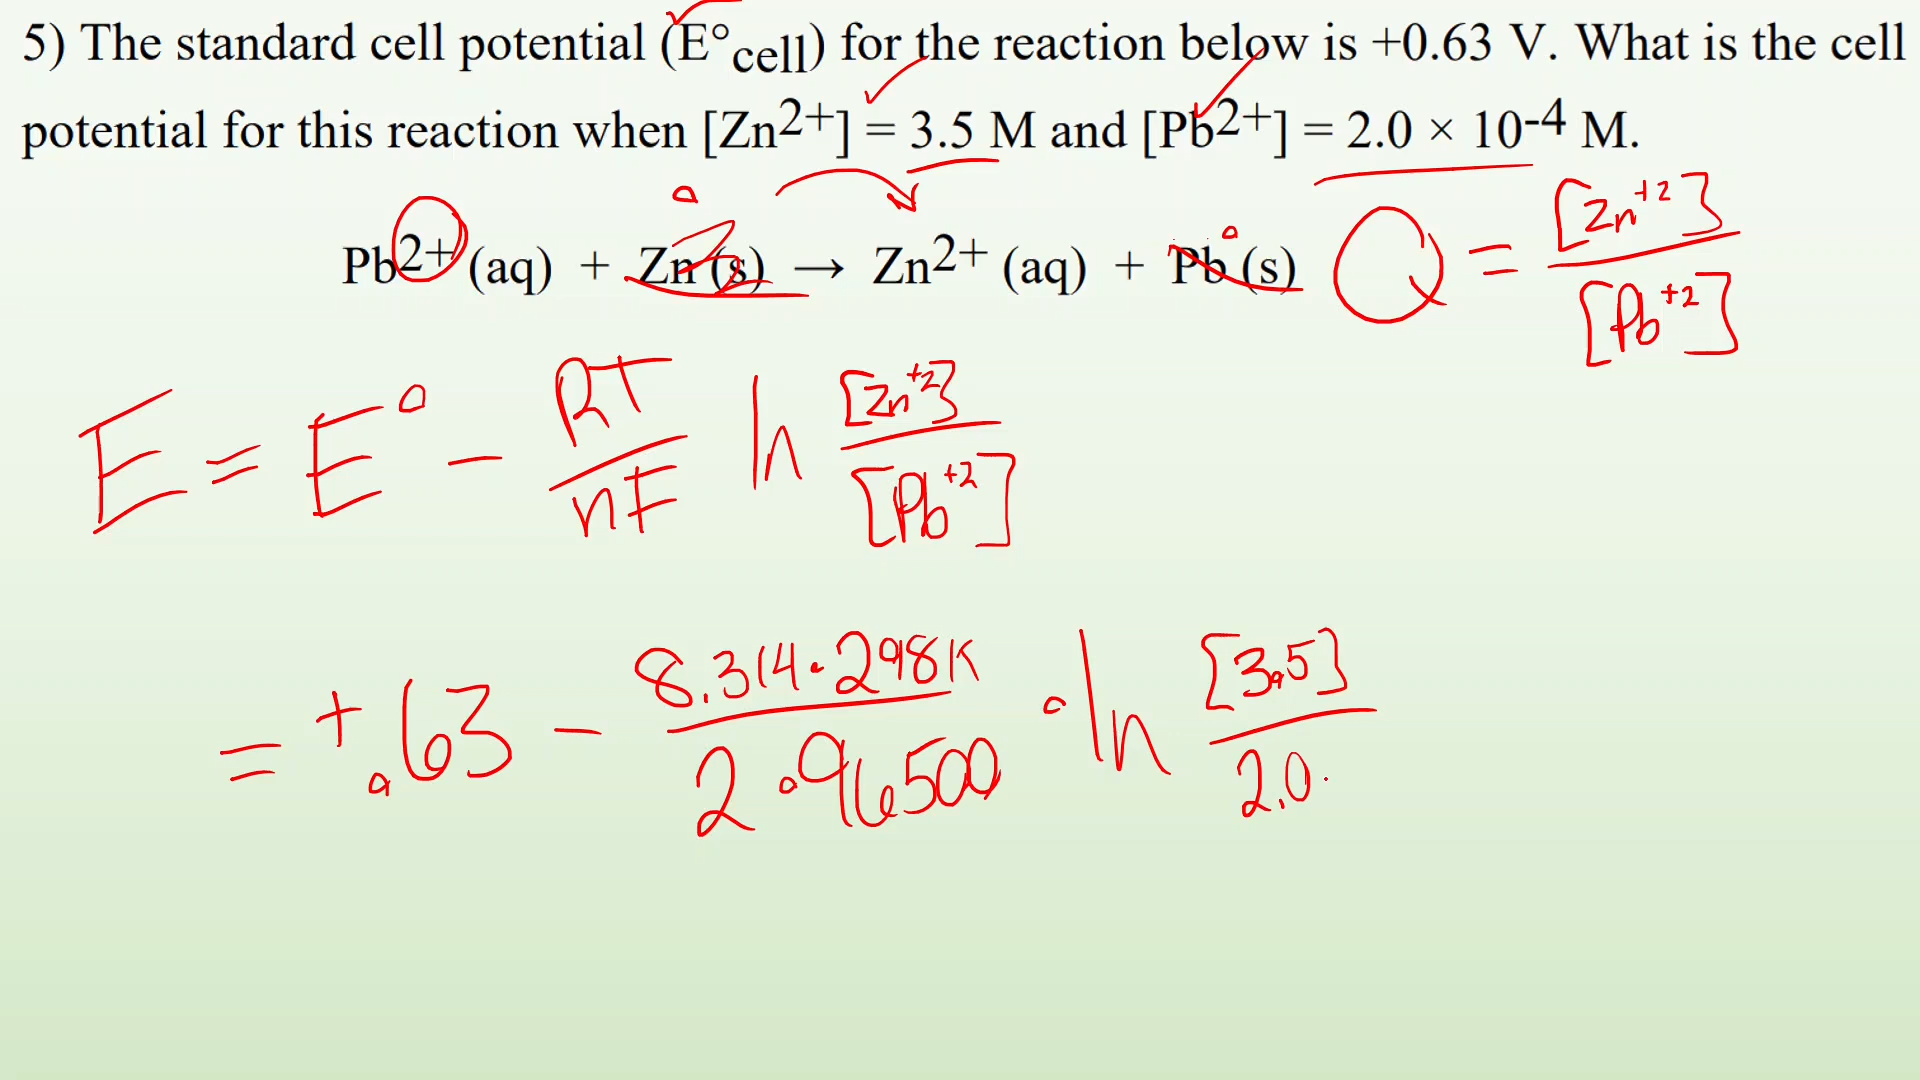 5) The standard cell potential (E°cell) for the reaction below is +0.63 V. What is the cell
potential for this reaction when [Zn2+] = 3.5 M and [Pb2+] = 2.0 × 10-4 M.
Pb2+ (aq) + Zn (s) → Zn2+ (aq) + Pb (s)
Q = [Zn+2] / [Pb+2]
E = E° - RT / nF ln [Zn+2] / [Pb+2]
= +.63 - 8.314·298K / 2·96500 · ln [3.5] / 2.0·